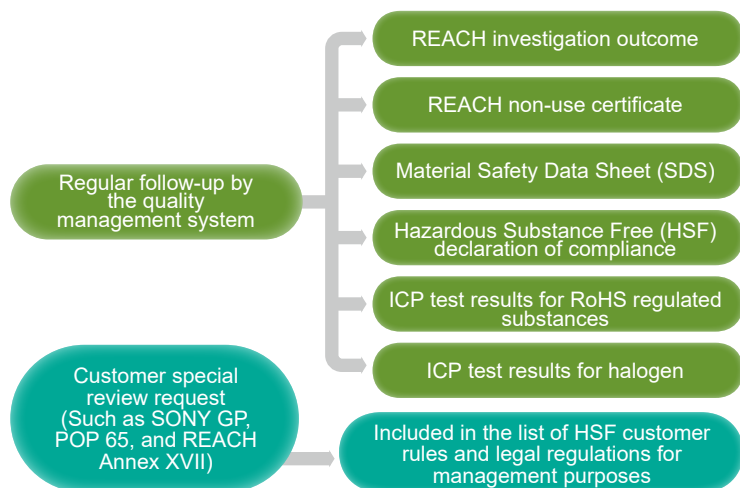 Regular follow-up by
the quality
management system
REACH investigation outcome
REACH non-use certificate
Material Safety Data Sheet (SDS)
Hazardous Substance Free (HSF)
declaration of compliance
ICP test results for RoHS regulated
substances
ICP test results for halogen
Customer special
review request
(Such as SONY GP,
POP 65, and REACH
Annex XVII)
Included in the list of HSF customer
rules and legal regulations for
management purposes